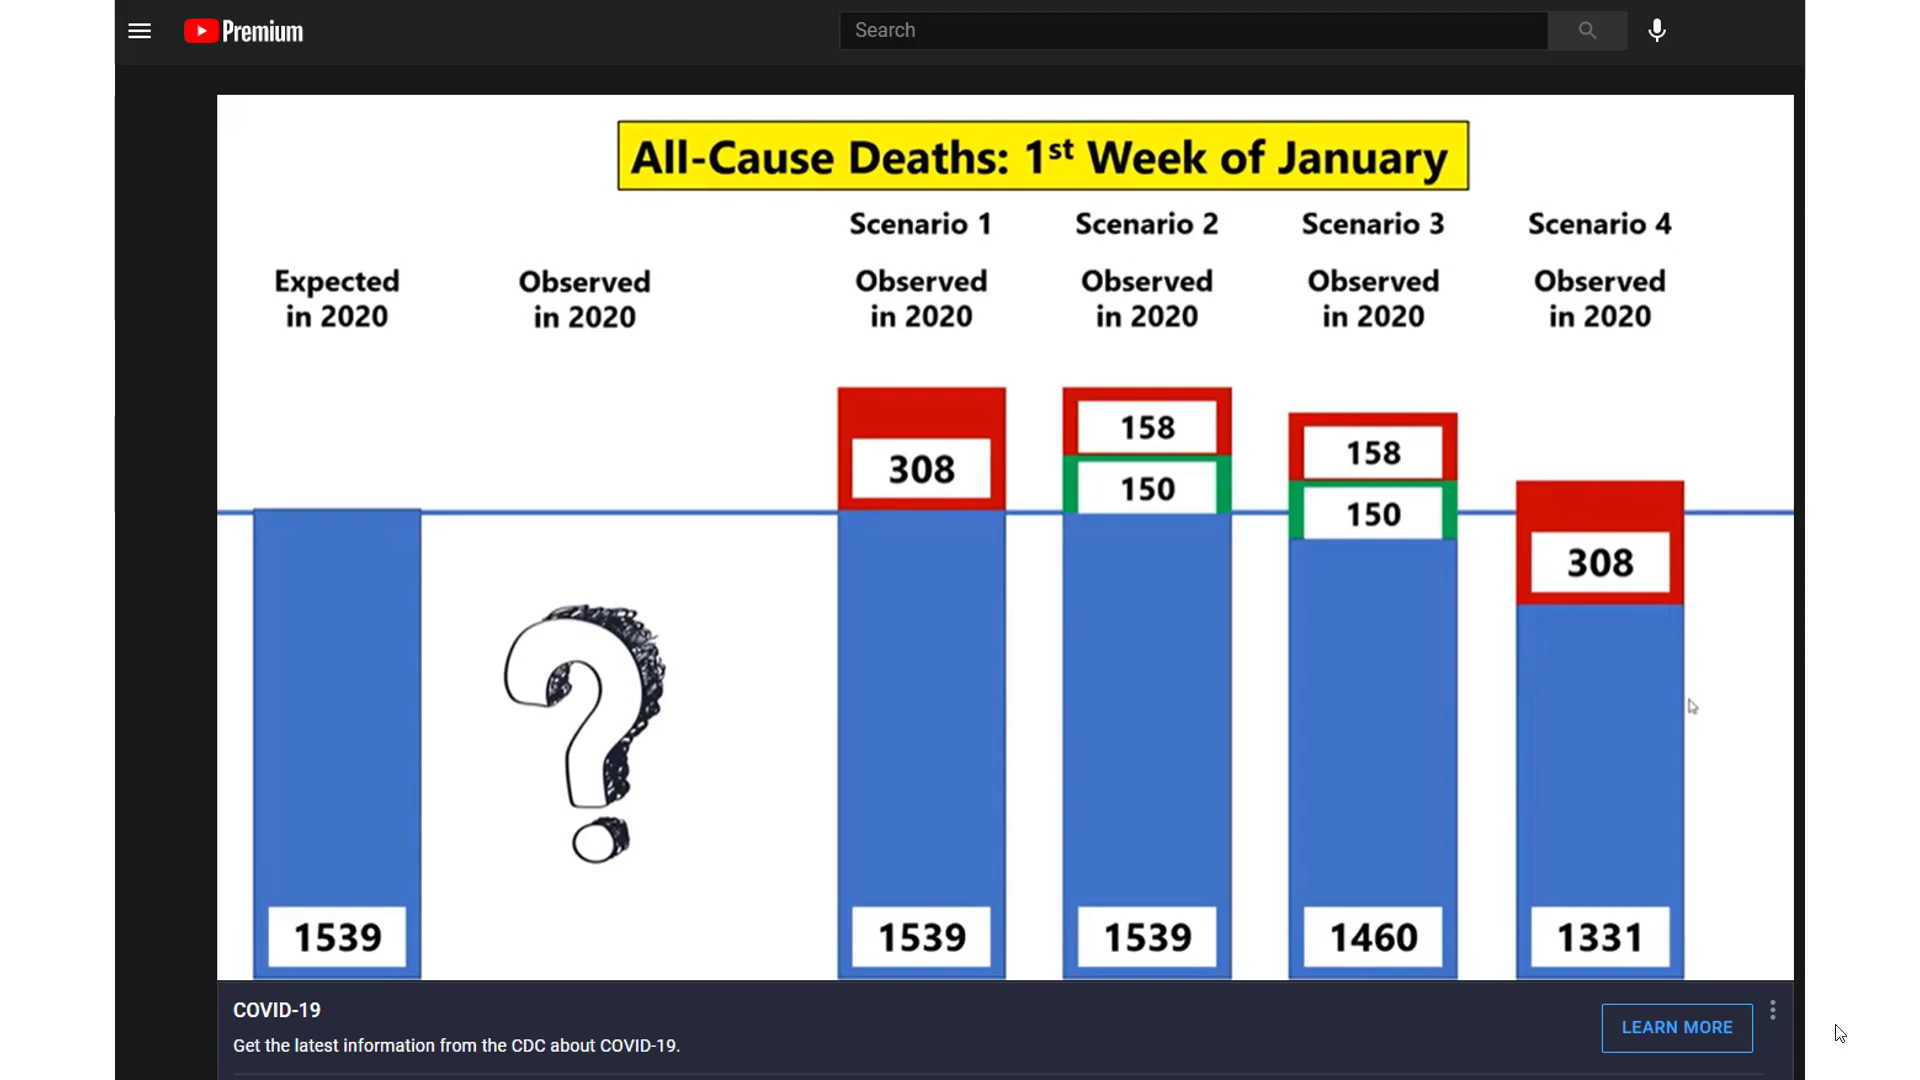 Premium
Search
All-Cause Deaths: 1st Week of January
Scenario 1
Scenario 2
Scenario 3
Scenario 4
Expected
in 2020
Observed
in 2020
Observed
in 2020
Observed
in 2020
Observed
in 2020
Observed
in 2020
308
158
150
158
150
308
?
1539
1539
1539
1460
1331
COVID-19
Get the latest information from the CDC about COVID-19.
LEARN MORE